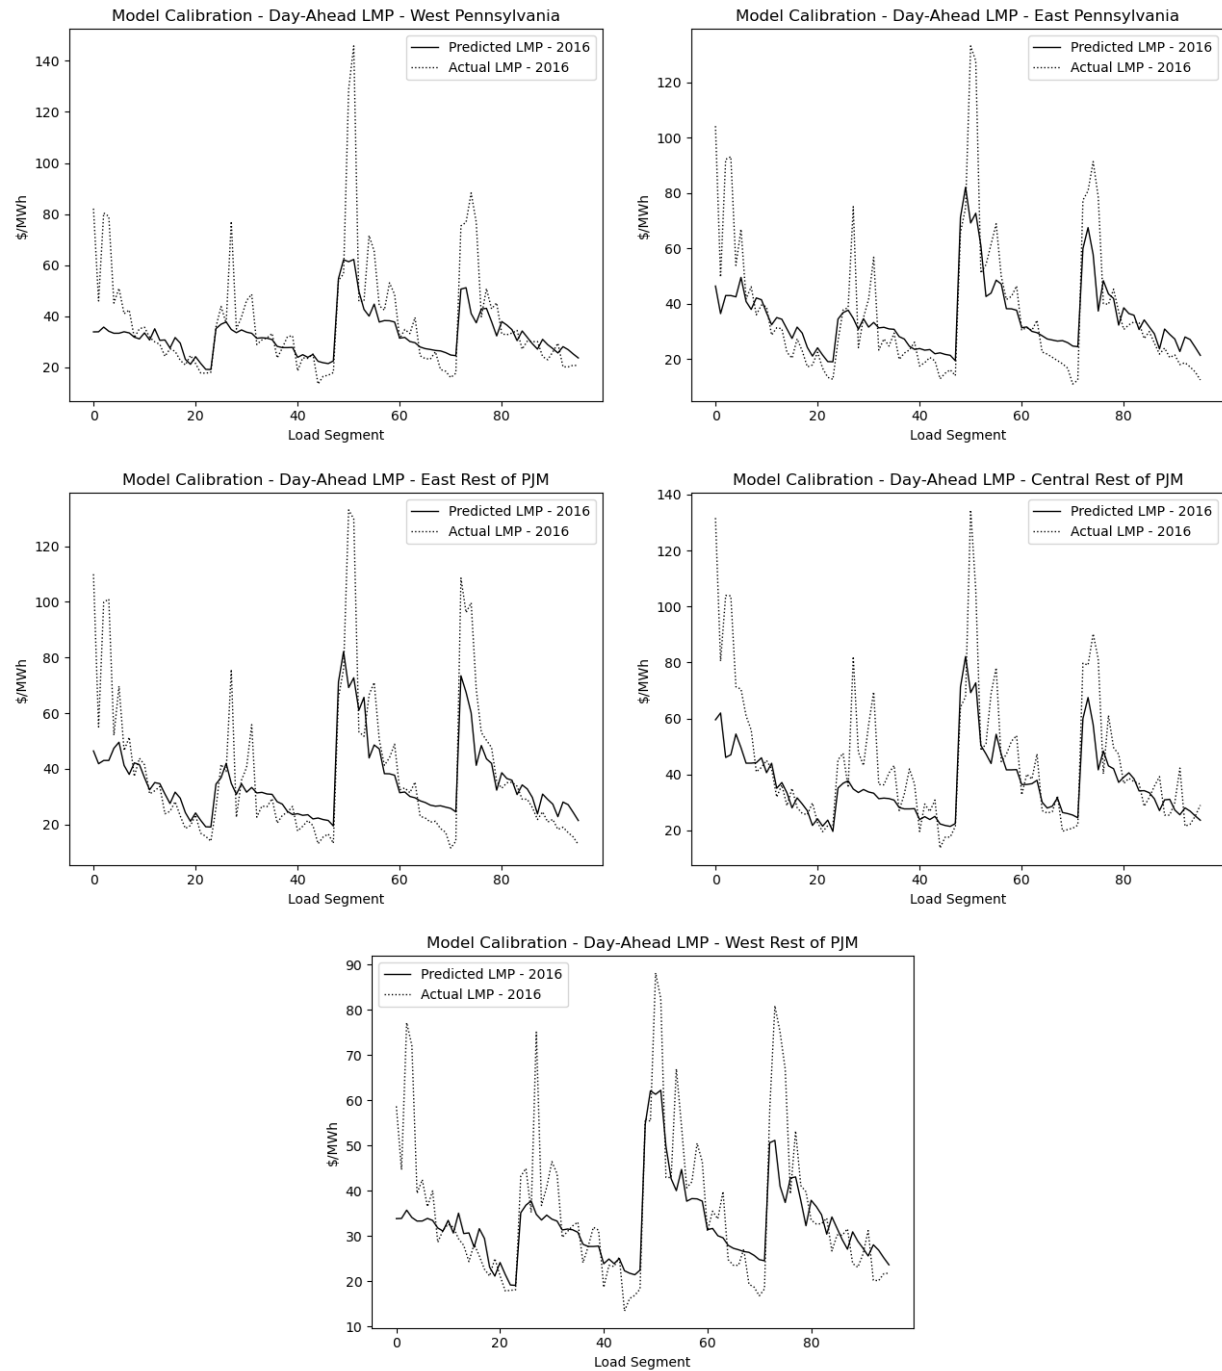 Model Calibration - Day-Ahead LMP - West Pennsylvania
Predicted LMP - 2016
Actual LMP - 2016
140
120
100
80
60
40
20
$/MWh
0 20 40 60 80
Load Segment
Model Calibration - Day-Ahead LMP - East Pennsylvania
Predicted LMP - 2016
Actual LMP - 2016
120
100
80
60
40
20
$/MWh
0 20 40 60 80
Load Segment
Model Calibration - Day-Ahead LMP - East Rest of PJM
Predicted LMP - 2016
Actual LMP - 2016
120
100
80
60
40
20
$/MWh
0 20 40 60 80
Load Segment
Model Calibration - Day-Ahead LMP - Central Rest of PJM
Predicted LMP - 2016
Actual LMP - 2016
140
120
100
80
60
40
20
$/MWh
0 20 40 60 80
Load Segment
Model Calibration - Day-Ahead LMP - West Rest of PJM
Predicted LMP - 2016
Actual LMP - 2016
90
80
70
60
50
40
30
20
10
$/MWh
0 20 40 60 80
Load Segment